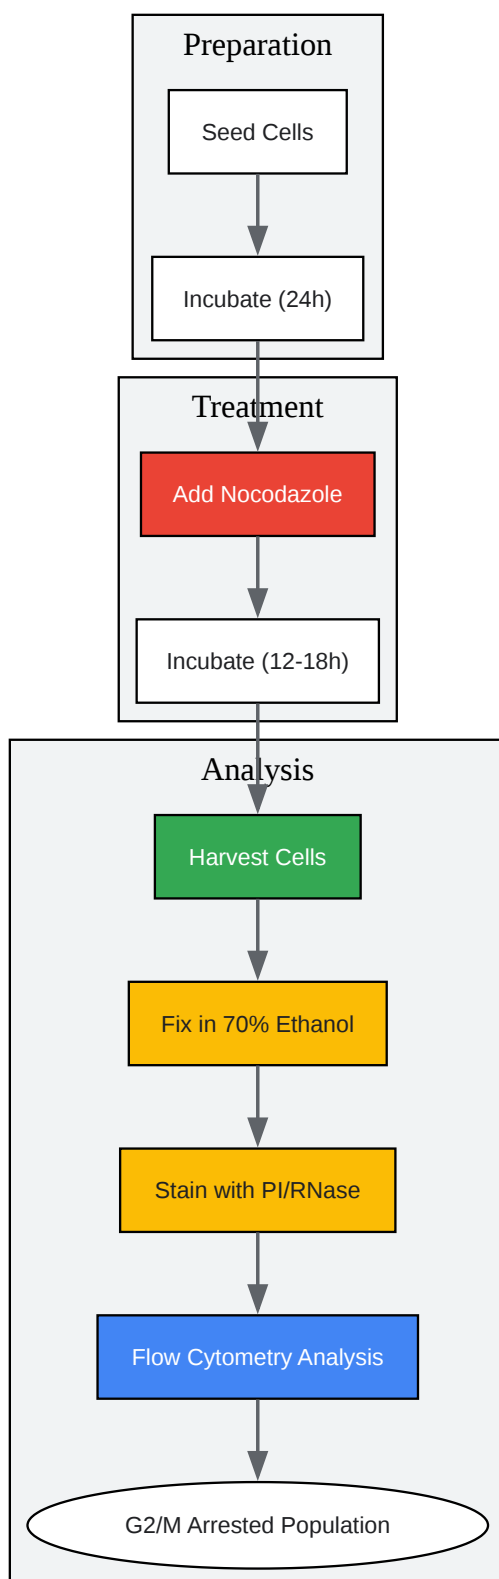 Preparation
Seed Cells
Incubate (24h)
Treatment
Add Nocodazole
Incubate (12-18h)
Analysis
Harvest Cells
Fix in 70% Ethanol
Stain with PI/RNase
Flow Cytometry Analysis
G2/M Arrested Population